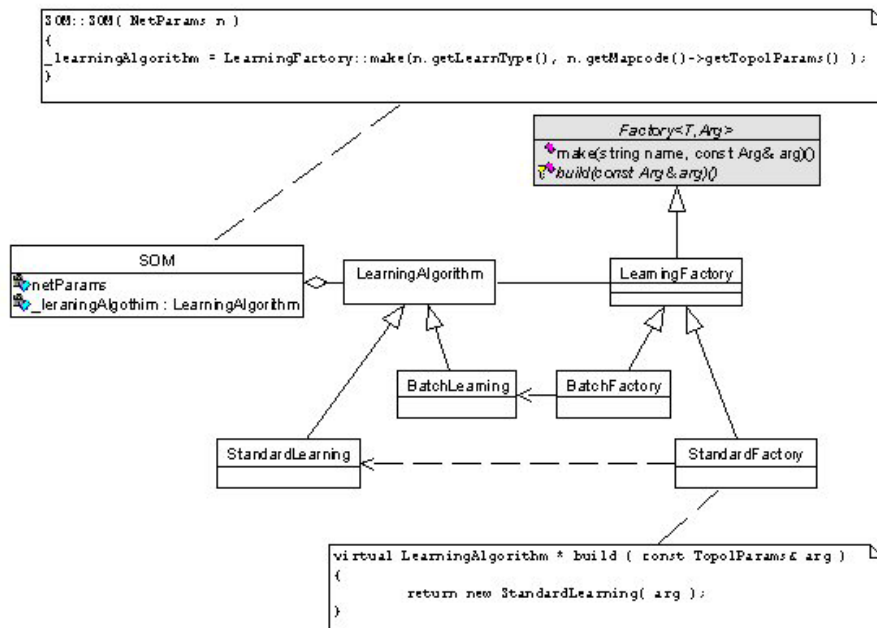 SOM::SOM( NetParams n )
{
_learningAlgorithm = LearningFactory::make(n.getLearnType(), n.getMapcode()->getTopolParams() );
}
Factory<T,Arg>
make(string name, const Arg& arg)()
build(const Arg& arg)()
SOM
netParams
_leraningAlgothim : LearningAlgorithm
LearningAlgorithm
LearningFactory
BatchLearning
BatchFactory
StandardLearning
StandardFactory
virtual LearningAlgorithm * build ( const TopolParams& arg )
{
return new StandardLearning( arg );
}